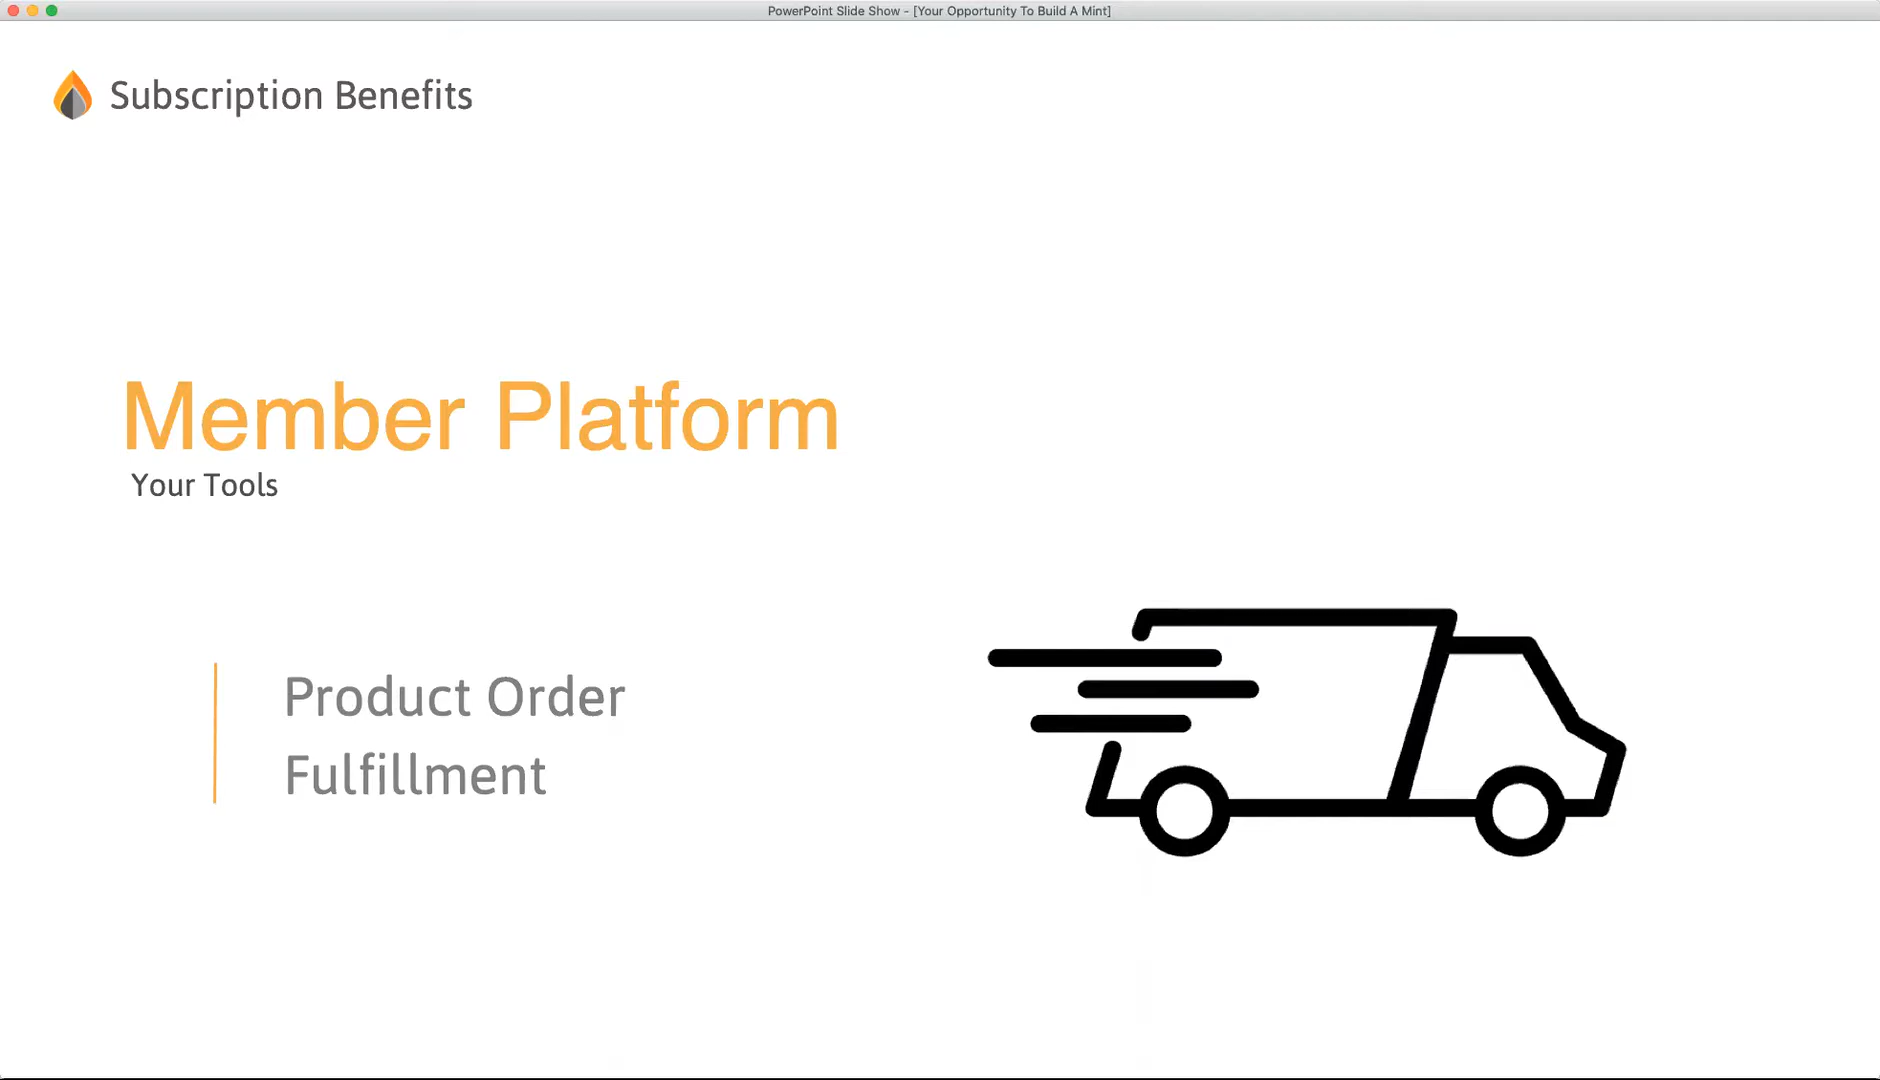 PowerPoint Slide Show - [Your Opportunity To Build A Mint]
Subscription Benefits
Member Platform
Your Tools
Product Order
Fulfillment